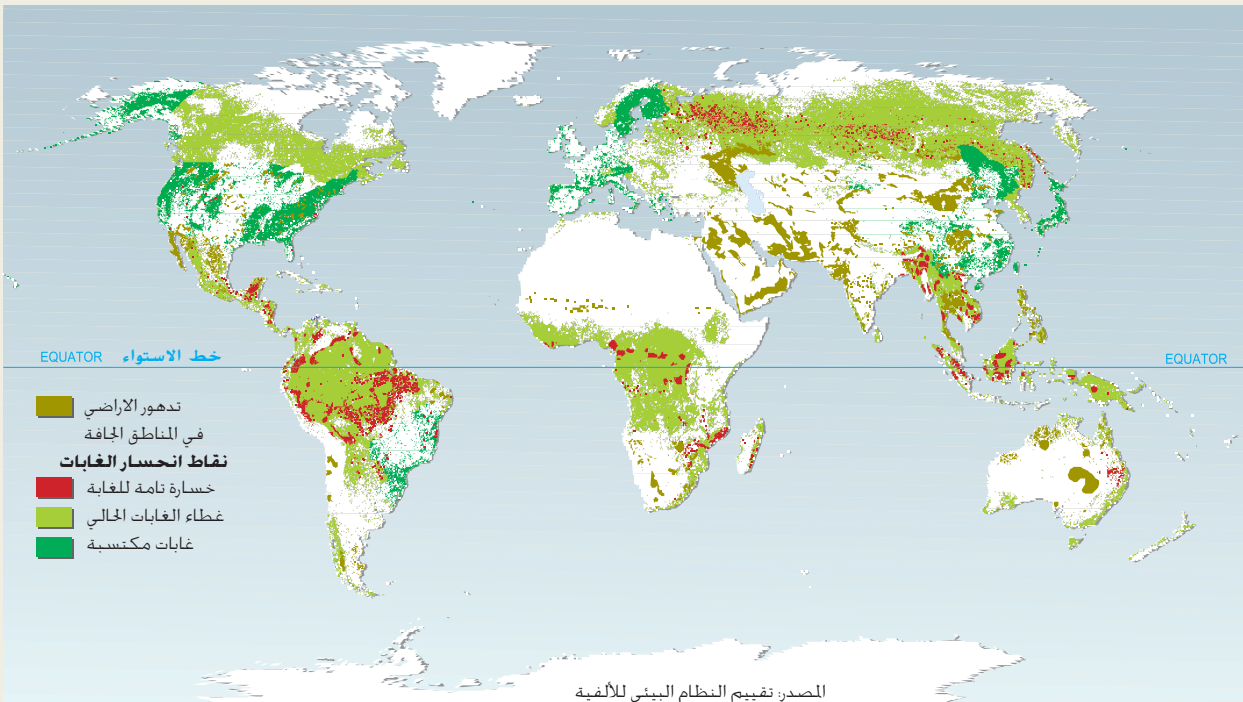 EQUATOR خط الاستواء
EQUATOR
تدهور الاراضي
في المناطق الجافة
نقاط انحسار الغابات
خسارة تامة للغابة
غطاء الغابات الحالي
غابات مكتسبة
المصدر: تقييم النظام البيئي للألفية